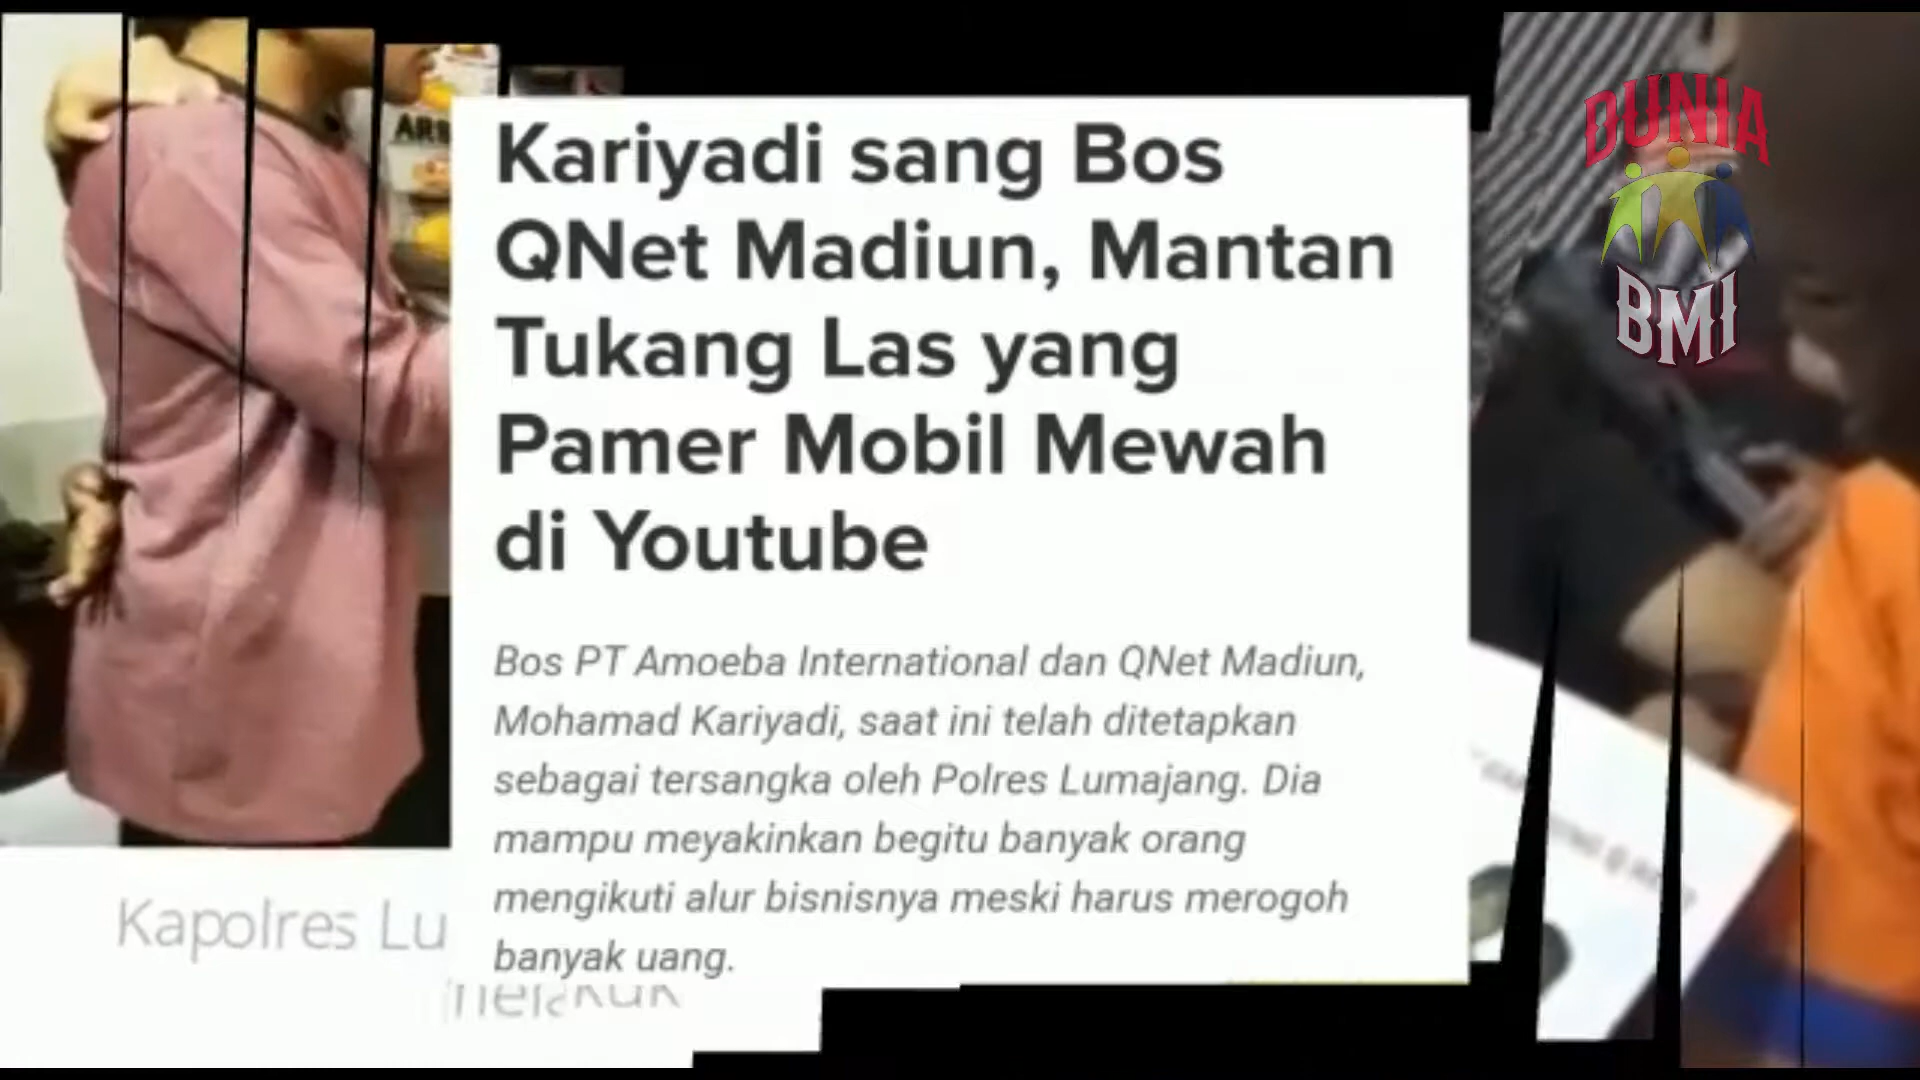 DUNIA
BMI
Kariyadi sang Bos
QNet Madiun, Mantan
Tukang Las yang
Pamer Mobil Mewah
di Youtube
Bos PT Amoeba International dan QNet Madiun,
Mohamad Kariyadi, saat ini telah ditetapkan
sebagai tersangka oleh Polres Lumajang. Dia
mampu meyakinkan begitu banyak orang
mengikuti alur bisnisnya meski harus merogoh
banyak uang.
Kapolres Lu